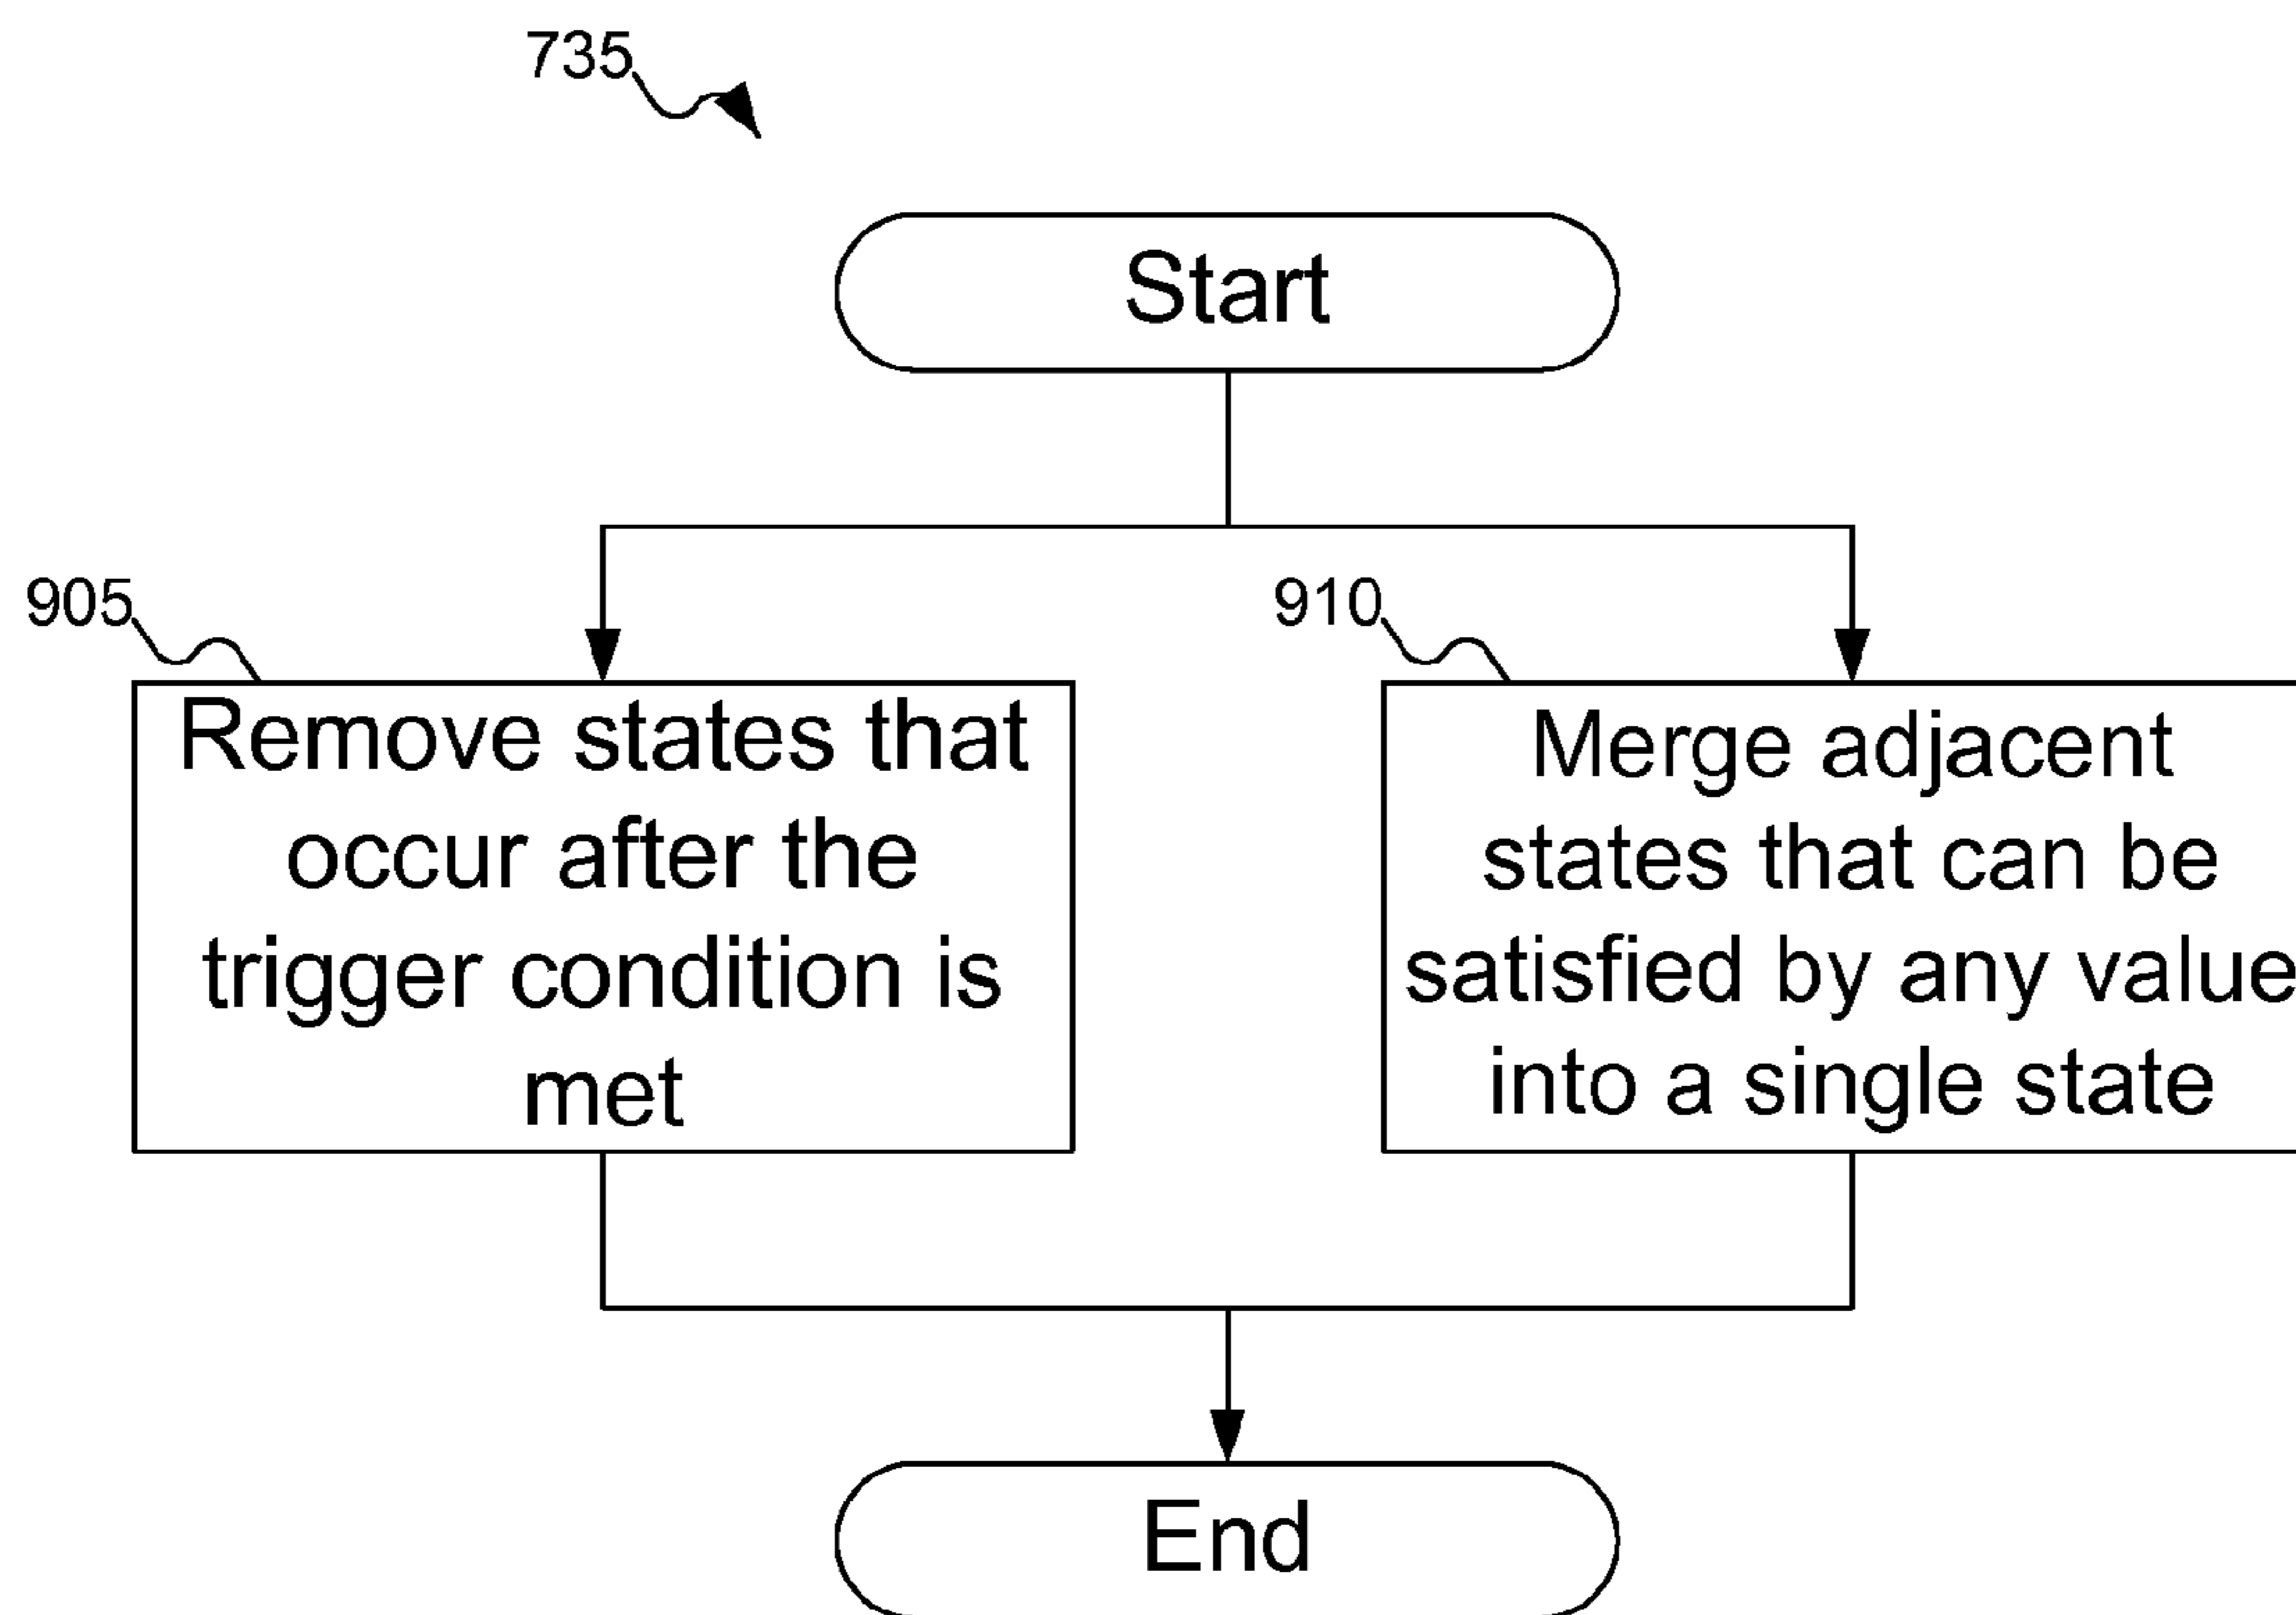 735
Start
905
Remove states that
occur after the
trigger condition is
met
910
Merge adjacent
states that can be
satisfied by any value
into a single state
End